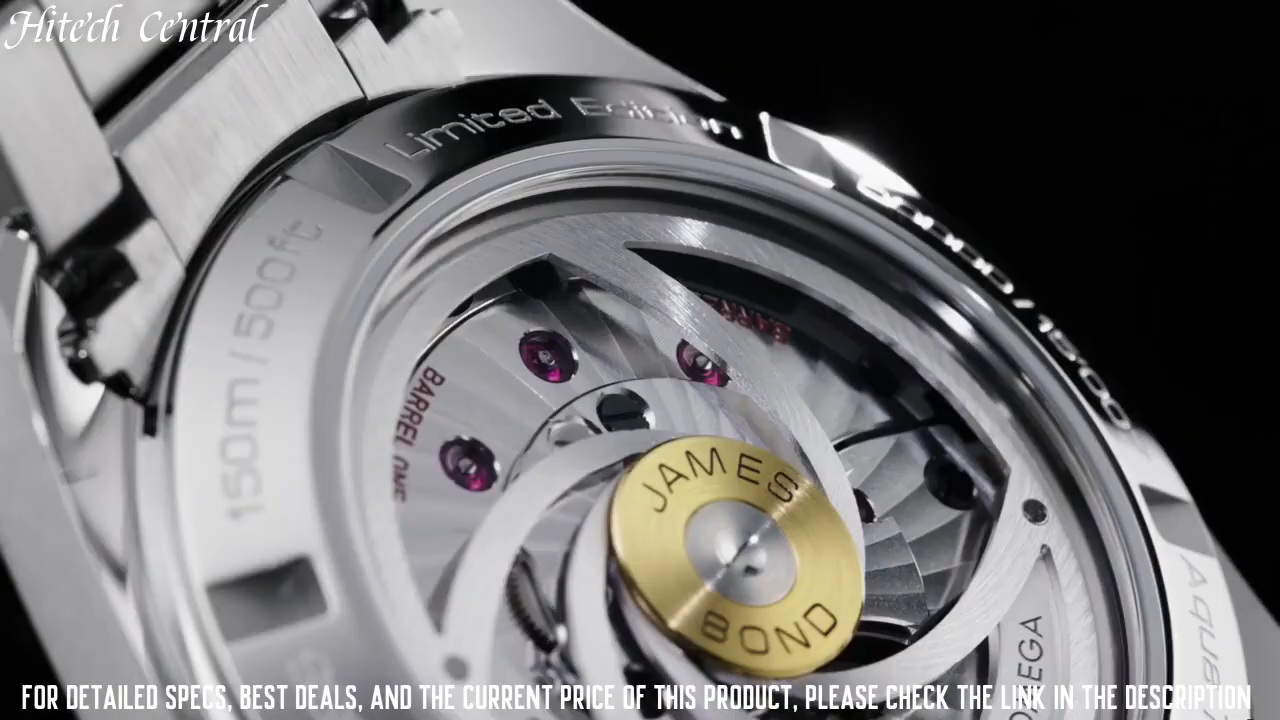 Hitech Central
Limited Edition
150m / 500ft
BARREL ONE
JAMES
BOND
OMEGA
FOR DETAILED SPECS, BEST DEALS, AND THE CURRENT PRICE OF THIS PRODUCT, PLEASE CHECK THE LINK IN THE DESCRIPTION